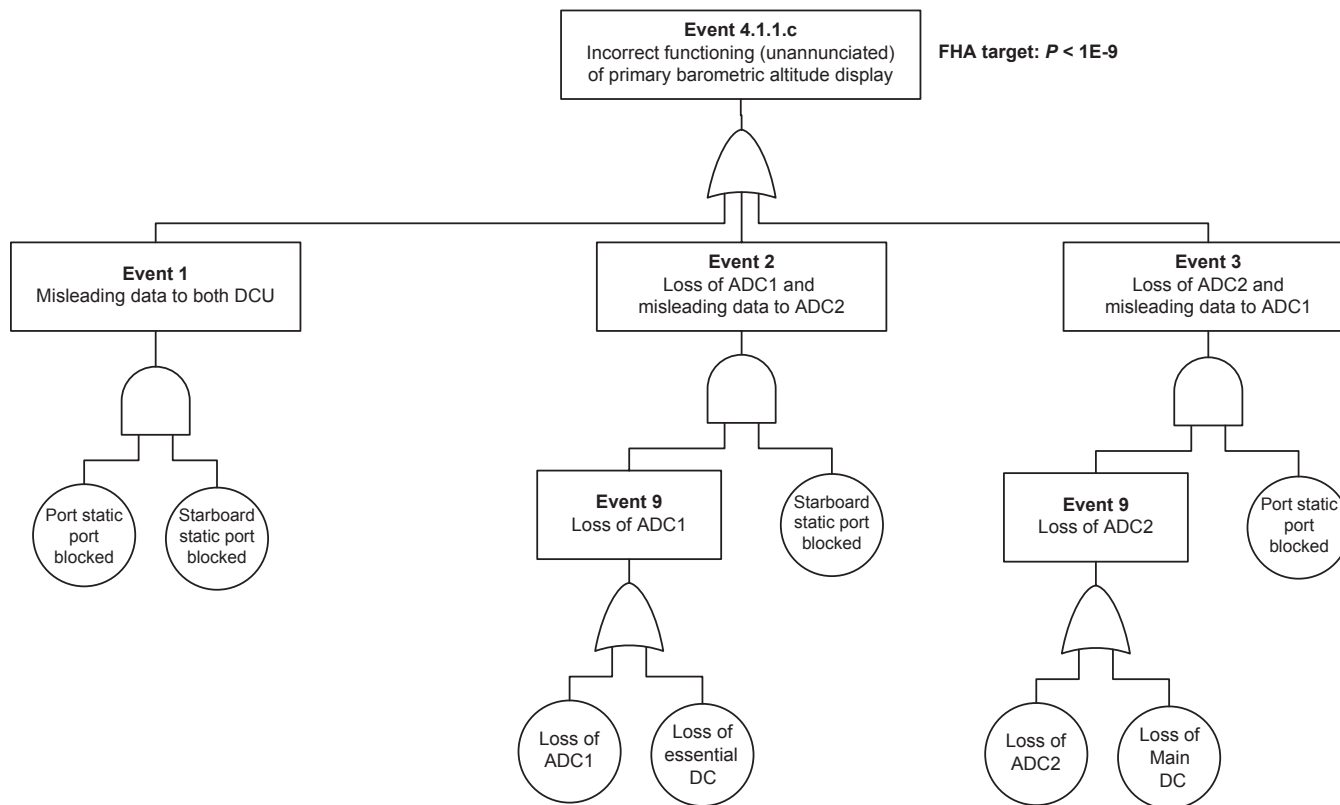 Event 4.1.1.c
Incorrect functioning (unannunciated)
of primary barometric altitude display
FHA target: P < 1E-9
Event 1
Misleading data to both DCU
Event 2
Loss of ADC1 and
misleading data to ADC2
Event 3
Loss of ADC2 and
misleading data to ADC1
Port static
port
blocked
Starboard
static port
blocked
Event 9
Loss of ADC1
Starboard
static port
blocked
Event 9
Loss of ADC2
Port static
port
blocked
Loss of
ADC1
Loss of
essential
DC
Loss of
ADC2
Loss of
Main
DC